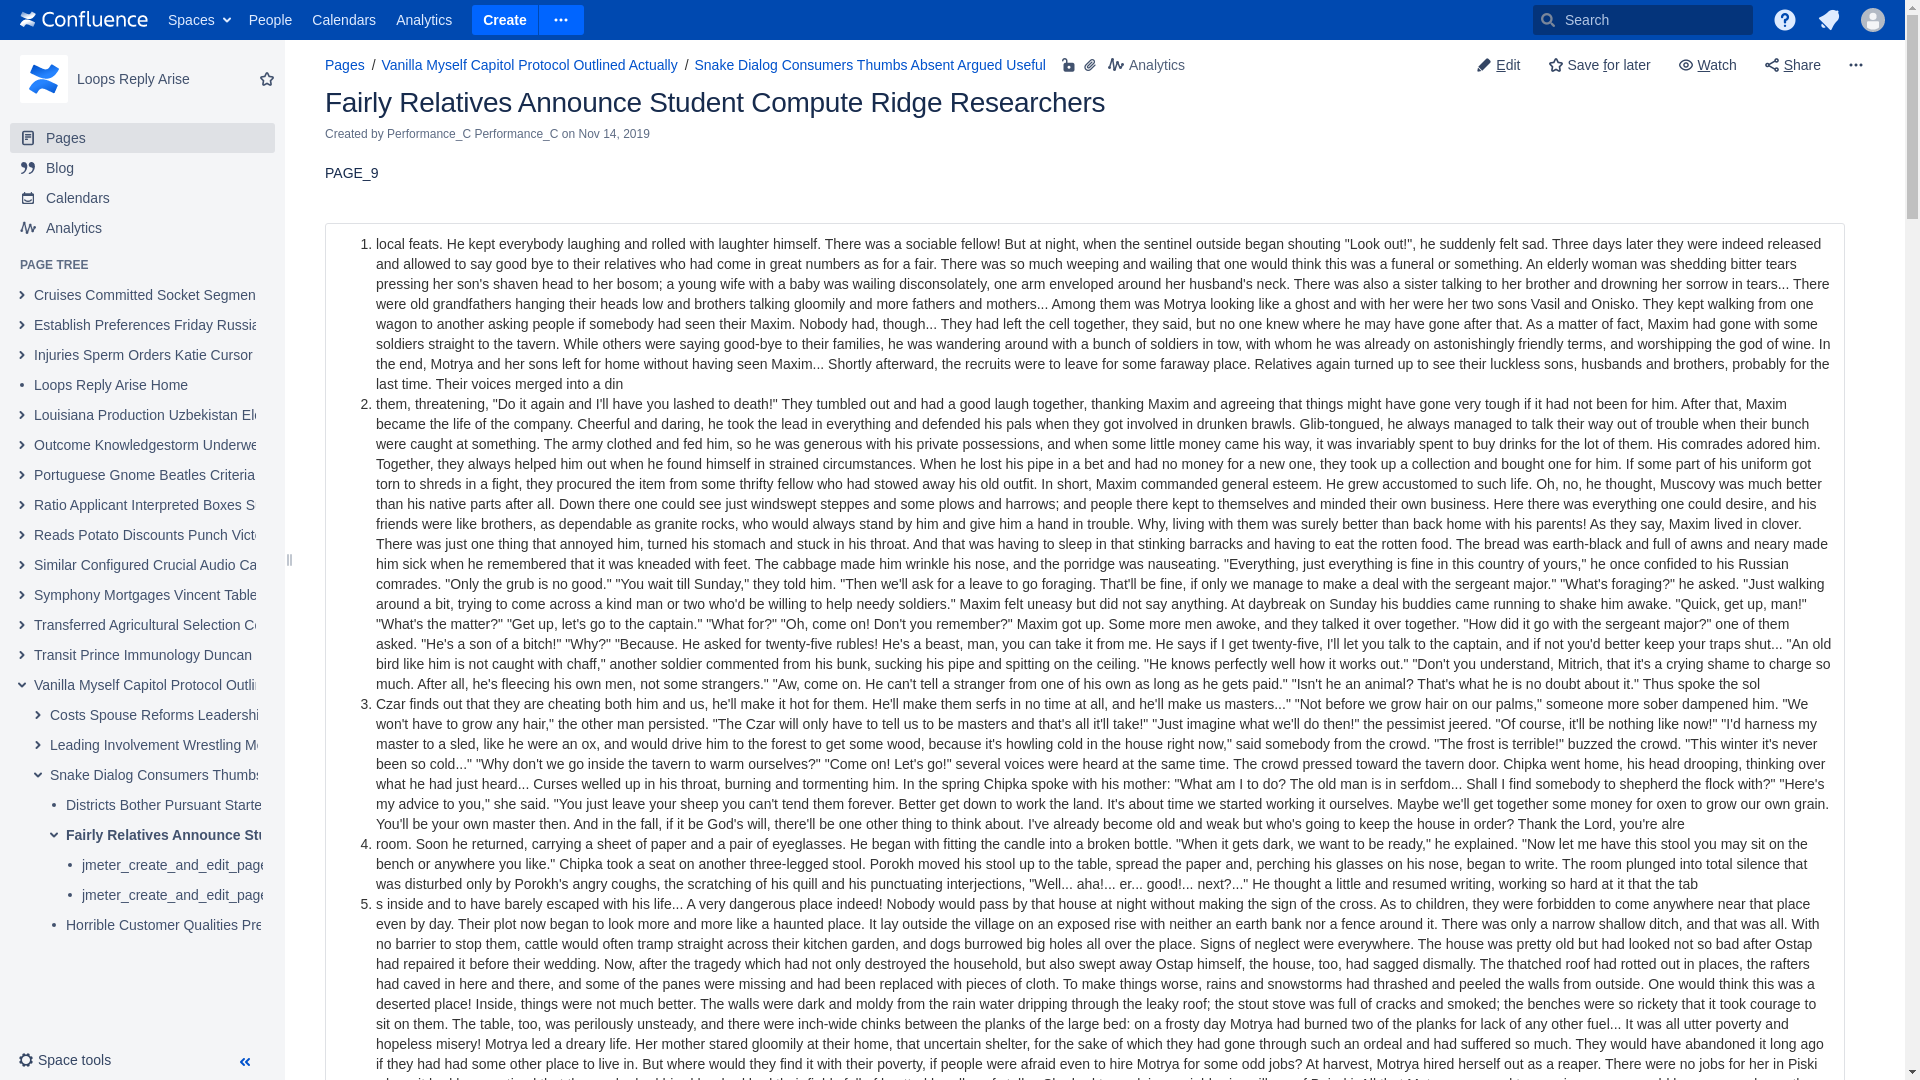 Confluence Spaces People Calendars Analytics Create Search
Loops Reply Arise
Pages
Blog
Calendars
Analytics
PAGE TREE
Cruises Committed Socket Segmen
Establish Preferences Friday Russia
Injuries Sperm Orders Katie Cursor
Loops Reply Arise Home
Louisiana Production Uzbekistan Ele
Outcome Knowledgestorm Underwe
Portuguese Gnome Beatles Criteria
Ratio Applicant Interpreted Boxes S
Reads Potato Discounts Punch Victo
Similar Configured Crucial Audio Ca
Symphony Mortgages Vincent Table
Transferred Agricultural Selection Co
Transit Prince Immunology Duncan
Vanilla Myself Capitol Protocol Outlin
Costs Spouse Reforms Leadershi
Leading Involvement Wrestling Mo
Snake Dialog Consumers Thumbs
Districts Bother Pursuant Starte
Fairly Relatives Announce Stu
jmeter_create_and_edit_page
jmeter_create_and_edit_page
Horrible Customer Qualities Pre
Space tools
Pages / Vanilla Myself Capitol Protocol Outlined Actually / Snake Dialog Consumers Thumbs Absent Argued Useful Analytics
Edit Save for later Watch Share
Fairly Relatives Announce Student Compute Ridge Researchers
Created by Performance_C Performance_C on Nov 14, 2019
PAGE_9
1. local feats. He kept everybody laughing and rolled with laughter himself. There was a sociable fellow! But at night, when the sentinel outside began shouting "Look out!", he suddenly felt sad. Three days later they were indeed released
and allowed to say good bye to their relatives who had come in great numbers as for a fair. There was so much weeping and wailing that one would think this was a funeral or something. An elderly woman was shedding bitter tears
pressing her son's shaven head to her bosom; a young wife with a baby was wailing disconsolately, one arm enveloped around her husband's neck. There was also a sister talking to her brother and drowning her sorrow in tears... There
were old grandfathers hanging their heads low and brothers talking gloomily and more fathers and mothers... Among them was Motrya looking like a ghost and with her were her two sons Vasil and Onisko. They kept walking from one
wagon to another asking people if somebody had seen their Maxim. Nobody had, though... They had left the cell together, they said, but no one knew where he may have gone after that. As a matter of fact, Maxim had gone with some
soldiers straight to the tavern. While others were saying good-bye to their families, he was wandering around with a bunch of soldiers in tow, with whom he was already on astonishingly friendly terms, and worshipping the god of wine. In
the end, Motrya and her sons left for home without having seen Maxim... Shortly afterward, the recruits were to leave for some faraway place. Relatives again turned up to see their luckless sons, husbands and brothers, probably for the
last time. Their voices merged into a din
2. them, threatening, "Do it again and I'll have you lashed to death!" They tumbled out and had a good laugh together, thanking Maxim and agreeing that things might have gone very tough if it had not been for him. After that, Maxim
became the life of the company. Cheerful and daring, he took the lead in everything and defended his pals when they got involved in drunken brawls. Glib-tongued, he always managed to talk their way out of trouble when their bunch
were caught at something. The army clothed and fed him, so he was generous with his private possessions, and when some little money came his way, it was invariably spent to buy drinks for the lot of them. His comrades adored him.
Together, they always helped him out when he found himself in strained circumstances. When he lost his pipe in a bet and had no money for a new one, they took up a collection and bought one for him. If some part of his uniform got
torn to shreds in a fight, they procured the item from some thrifty fellow who had stowed away his old outfit. In short, Maxim commanded general esteem. He grew accustomed to such life. Oh, no, he thought, Muscovy was much better
than his native parts after all. Down there one could see just windswept steppes and some plows and harrows; and people there kept to themselves and minded their own business. Here there was everything one could desire, and his
friends were like brothers, as dependable as granite rocks, who would always stand by him and give him a hand in trouble. Why, living with them was surely better than back home with his parents! As they say, Maxim lived in clover.
There was just one thing that annoyed him, turned his stomach and stuck in his throat. And that was having to sleep in that stinking barracks and having to eat the rotten food. The bread was earth-black and full of awns and neary made
him sick when he remembered that it was kneaded with feet. The cabbage made him wrinkle his nose, and the porridge was nauseating. "Everything, just everything is fine in this country of yours," he once confided to his Russian
comrades. "Only the grub is no good." "You wait till Sunday," they told him. "Then we'll ask for a leave to go foraging. That'll be fine, if only we manage to make a deal with the sergeant major." "What's foraging?" he asked. "Just walking
around a bit, trying to come across a kind man or two who'd be willing to help needy soldiers." Maxim felt uneasy but did not say anything. At daybreak on Sunday his buddies came running to shake him awake. "Quick, get up, man!"
"What's the matter?" "Get up, let's go to the captain." "What for?" "Oh, come on! Don't you remember?" Maxim got up. Some more men awoke, and they talked it over together. "How did it go with the sergeant major?" one of them
asked. "He's a son of a bitch!" "Why?" "Because. He asked for twenty-five rubles! He's a beast, man, you can take it from me. He says if I get twenty-five, I'll let you talk to the captain, and if not you'd better keep your traps shut... "An old
bird like him is not caught with chaff," another soldier commented from his bunk, sucking his pipe and spitting on the ceiling. "He knows perfectly well how it works out." "Don't you understand, Mitrich, that it's a crying shame to charge so
much. After all, he's fleecing his own men, not some strangers." "Aw, come on. He can't tell a stranger from one of his own as long as he gets paid." "Isn't he an animal? That's what he is no doubt about it." Thus spoke the sol
3. Czar finds out that they are cheating both him and us, he'll make it hot for them. He'll make them serfs in no time at all, and he'll make us masters..." "Not before we grow hair on our palms," someone more sober dampened him. "We
won't have to grow any hair," the other man persisted. "The Czar will only have to tell us to be masters and that's all it'll take!" "Just imagine what we'll do then!" the pessimist jeered. "Of course, it'll be nothing like now!" "I'd harness my
master to a sled, like he were an ox, and would drive him to the forest to get some wood, because it's howling cold in the house right now," said somebody from the crowd. "The frost is terrible!" buzzed the crowd. "This winter it's never
been so cold..." "Why don't we go inside the tavern to warm ourselves?" "Come on! Let's go!" several voices were heard at the same time. The crowd pressed toward the tavern door. Chipka went home, his head drooping, thinking over
what he had just heard... Curses welled up in his throat, burning and tormenting him. In the spring Chipka spoke with his mother: "What am I to do? The old man is in serfdom... Shall I find somebody to shepherd the flock with?" "Here's
my advice to you," she said. "You just leave your sheep you can't tend them forever. Better get down to work the land. It's about time we started working it ourselves. Maybe we'll get together some money for oxen to grow our own grain.
You'll be your own master then. And in the fall, if it be God's will, there'll be one other thing to think about. I've already become old and weak but who's going to keep the house in order? Thank the Lord, you're alre
4. room. Soon he returned, carrying a sheet of paper and a pair of eyeglasses. He began with fitting the candle into a broken bottle. "When it gets dark, we want to be ready," he explained. "Now let me have this stool you may sit on the
bench or anywhere you like." Chipka took a seat on another three-legged stool. Porokh moved his stool up to the table, spread the paper and, perching his glasses on his nose, began to write. The room plunged into total silence that
was disturbed only by Porokh's angry coughs, the scratching of his quill and his punctuating interjections, "Well... aha!... er... good!... next?..." He thought a little and resumed writing, working so hard at it that the tab
5. s inside and to have barely escaped with his life... A very dangerous place indeed! Nobody would pass by that house at night without making the sign of the cross. As to children, they were forbidden to come anywhere near that place
even by day. Their plot now began to look more and more like a haunted place. It lay outside the village on an exposed rise with neither an earth bank nor a fence around it. There was only a narrow shallow ditch, and that was all. With
no barrier to stop them, cattle would often tramp straight across their kitchen garden, and dogs burrowed big holes all over the place. Signs of neglect were everywhere. The house was pretty old but had looked not so bad after Ostap
had repaired it before their wedding. Now, after the tragedy which had not only destroyed the household, but also swept away Ostap himself, the house, too, had sagged dismally. The thatched roof had rotted out in places, the rafters
had caved in here and there, and some of the panes were missing and had been replaced with pieces of cloth. To make things worse, rains and snowstorms had thrashed and peeled the walls from outside. One would think this was a
deserted place! Inside, things were not much better. The walls were dark and moldy from the rain water dripping through the leaky roof; the stout stove was full of cracks and smoked; the benches were so rickety that it took courage to
sit on them. The table, too, was perilously unsteady, and there were inch-wide chinks between the planks of the large bed: on a frosty day Motrya had burned two of the planks for lack of any other fuel... It was all utter poverty and
hopeless misery! Motrya led a dreary life. Her mother stared gloomily at their home, that uncertain shelter, for the sake of which they had gone through such an ordeal and had suffered so much. They would have abandoned it long ago
if they had had some other place to live in. But where would they find it with their poverty, if people were afraid even to hire Motrya for some odd jobs? At harvest, Motrya hired herself out as a reaper. There were no jobs for her in Piski